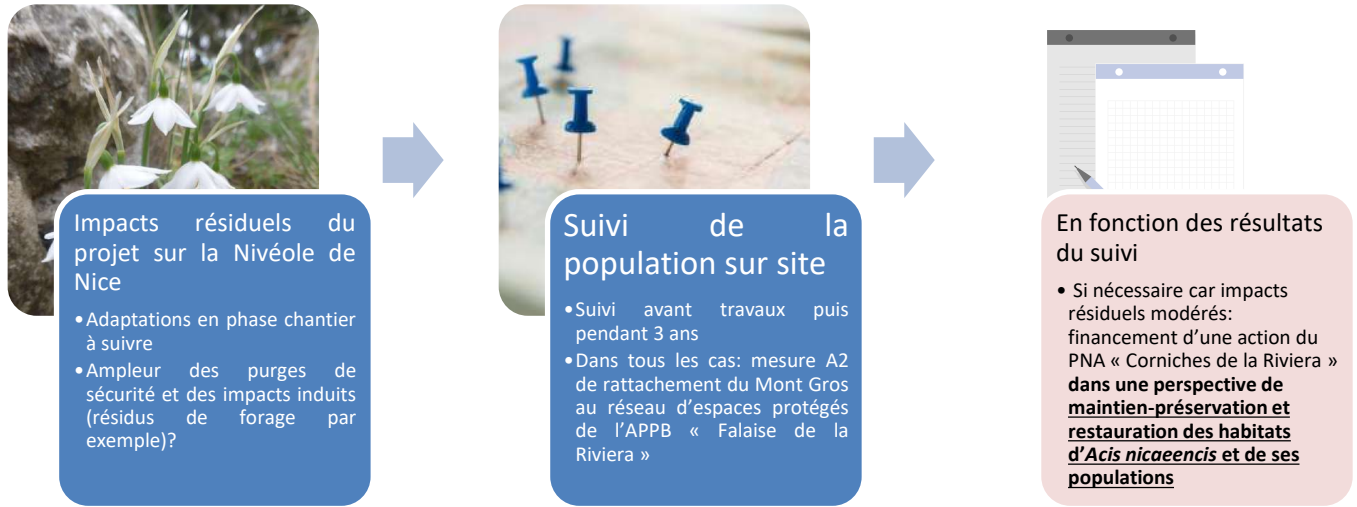 Impacts résiduels du
projet sur la Nivéole de
Nice
•Adaptations en phase chantier
à suivre
•Ampleur des purges de
sécurité et des impacts induits
(résidus de forage par
exemple)?
Suivi de la
population sur site
•Suivi avant travaux puis
pendant 3 ans
•Dans tous les cas: mesure A2
de rattachement du Mont Gros
au réseau d’espaces protégés
de l’APPB « Falaise de la
Riviera »
En fonction des résultats
du suivi
• Si nécessaire car impacts
résiduels modérés:
financement d’une action du
PNA « Corniches de la Riviera »
dans une perspective de
maintien-préservation et
restauration des habitats
d’Acis nicaeencis et de ses
populations